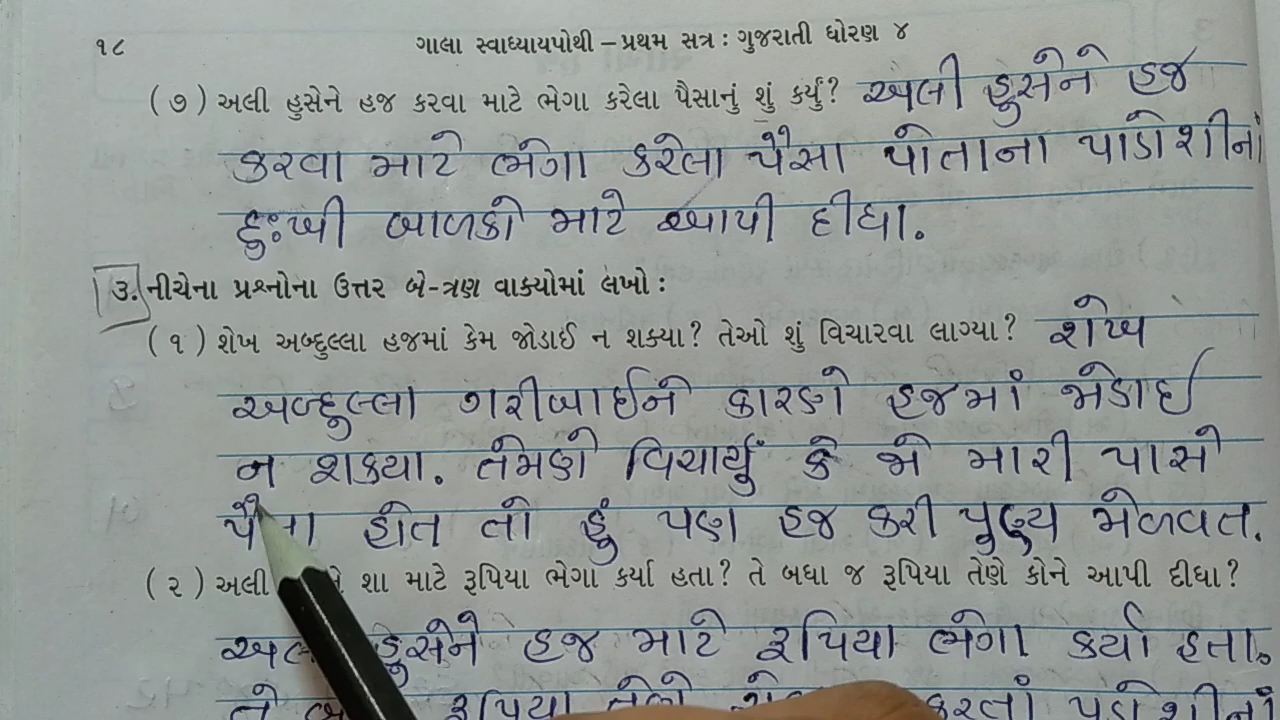 ૧૮ ગાલા સ્વાધ્યાયપોથી – પ્રથમ સત્ર : ગુજરાતી ધોરણ ૪
(૭) અલી હુસેને હજ કરવા માટે ભેગા કરેલા પૈસાનું શું કર્યું? અલી હુસેને હજ
કરવા માટે ભેગા કરેલા પૈસા પોતાના પાડોશીનાં
દુઃખી બાળકો માટે આપી દીધા.
૩. નીચેના પ્રશ્નોના ઉત્તર બે-ત્રણ વાક્યોમાં લખો :
(૧) શેખ અબ્દુલ્લા હજમાં કેમ જોડાઈ ન શક્યા? તેઓ શું વિચારવા લાગ્યા? શેખ
અબ્દુલ્લા ગરીબાઈને કારણે હજમાં જોડાઈ
ન શક્યા. તેમણે વિચાર્યું કે જો મારી પાસે
હોત તો હું પણ હજ કરી પુણ્ય મેળવત.
(૨) અલી શા માટે રૂપિયા ભેગા કર્યા હતા? તે બધા જ રૂપિયા તેણે કોને આપી દીધા?
હુસેને હજ માટે રૂપિયા ભેગા કર્યા હતા.
તે રૂપિયા તેણે કરતાં પડોશીનાં